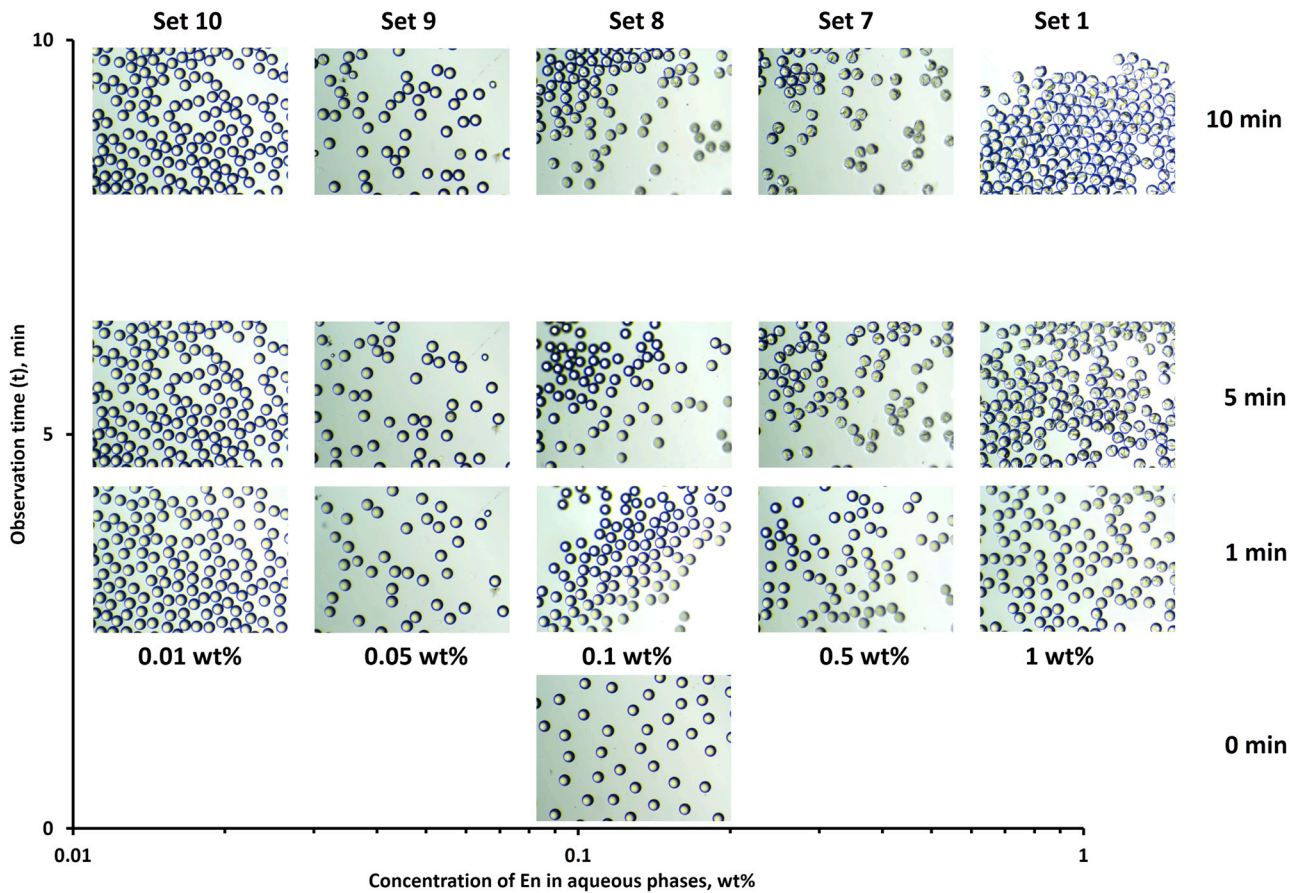 Set 10 Set 9 Set 8 Set 7 Set 1
10
10 min
5 min
5
Observation time (t), min
1 min
0.01 wt% 0.05 wt% 0.1 wt% 0.5 wt% 1 wt%
0 min
0
0.01 0.1 1
Concentration of En in aqueous phases, wt%